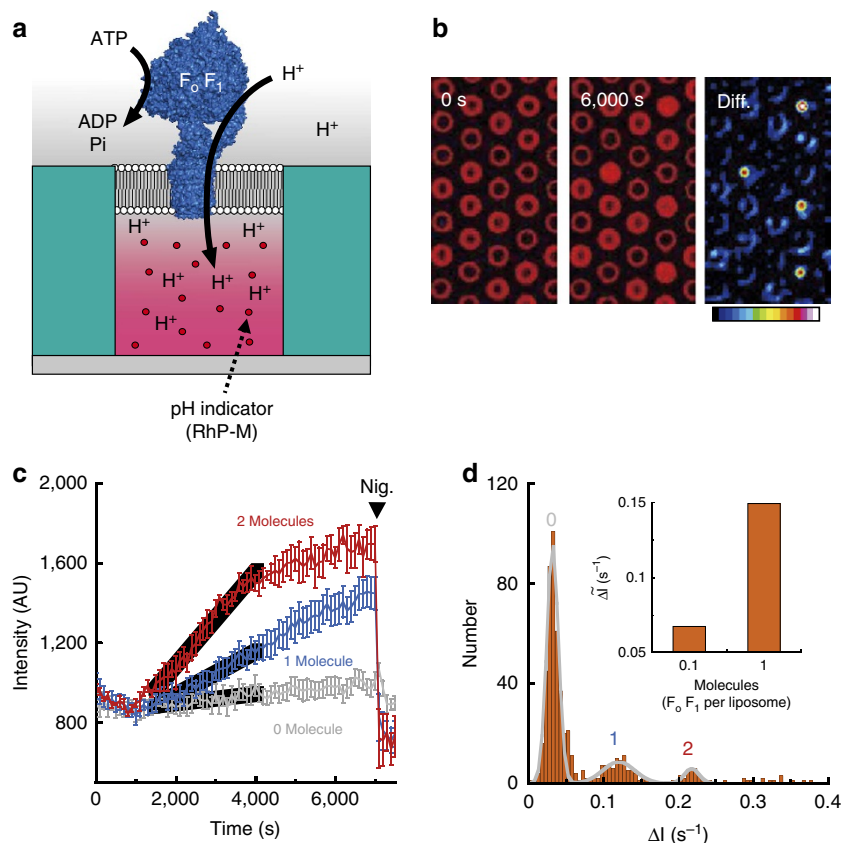 a
ATP
FₒF₁
H⁺
ADP
Pi
H⁺
H⁺
H⁺
H⁺
H⁺
H⁺
H⁺
pH indicator
(RhP-M)
b
0 s
6,000 s
Diff.
c
2,000
1,600
1,200
800
Intensity (AU)
0
2,000
4,000
6,000
Time (s)
Nig.
2 Molecules
1 Molecule
0 Molecule
d
120
80
40
0
Number
0
0.1
0.2
0.3
0.4
ΔI (s⁻¹)
0
1
2
0.15
0.1
0.05
Δ̃I (s⁻¹)
0.1
1
Molecules
(FₒF₁ per liposome)